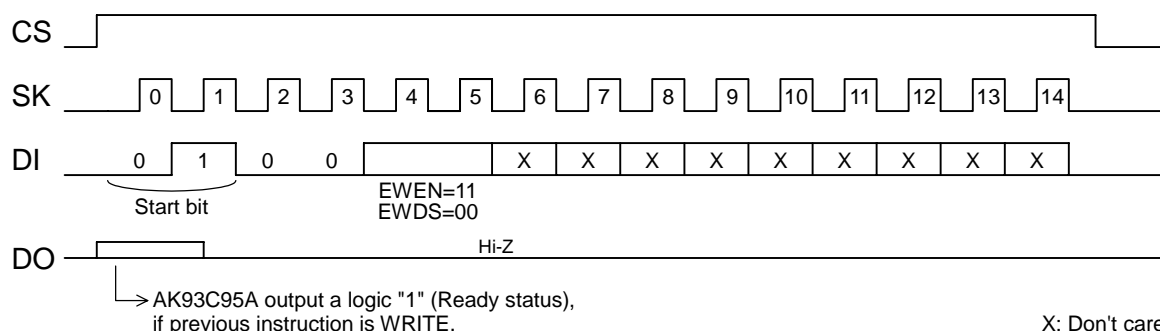 CS
SK 0 1 2 3 4 5 6 7 8 9 10 11 12 13 14
DI 0 1 0 0 X X X X X X X X X
Start bit
EWEN=11
EWDS=00
DO Hi-Z
AK93C95A output a logic "1" (Ready status),
if previous instruction is WRITE.
X: Don't care